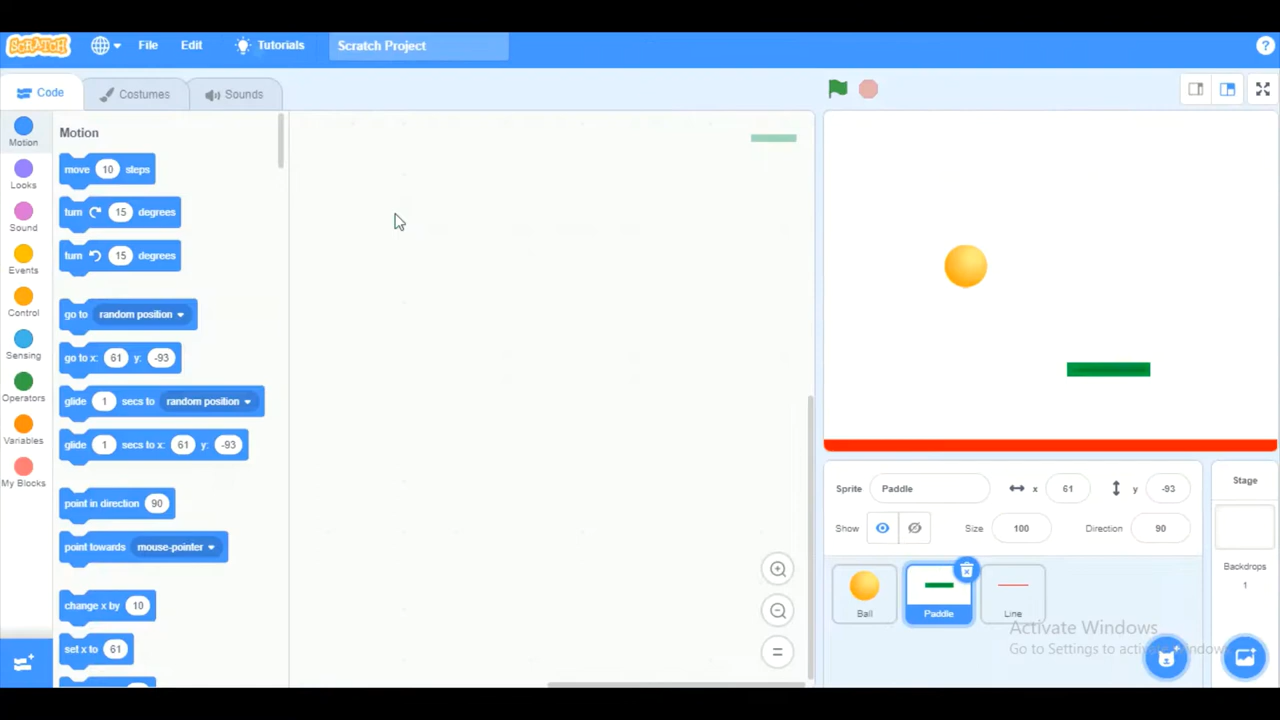 SCRATCH File Edit Tutorials Scratch Project ?
Code Costumes Sounds
Motion
Looks
Sound
Events
Control
Sensing
Operators
Variables
My Blocks
Motion
move 10 steps
turn 15 degrees
turn 15 degrees
go to random position
go to x: 61 y: -93
glide 1 secs to random position
glide 1 secs to x: 61 y: -93
point in direction 90
point towards mouse-pointer
change x by 10
set x to 61
Sprite Paddle x 61 y -93
Show Size 100 Direction 90
Ball Paddle Line
Stage
Backdrops
1
Activate Windows
Go to Settings to activate Windows.